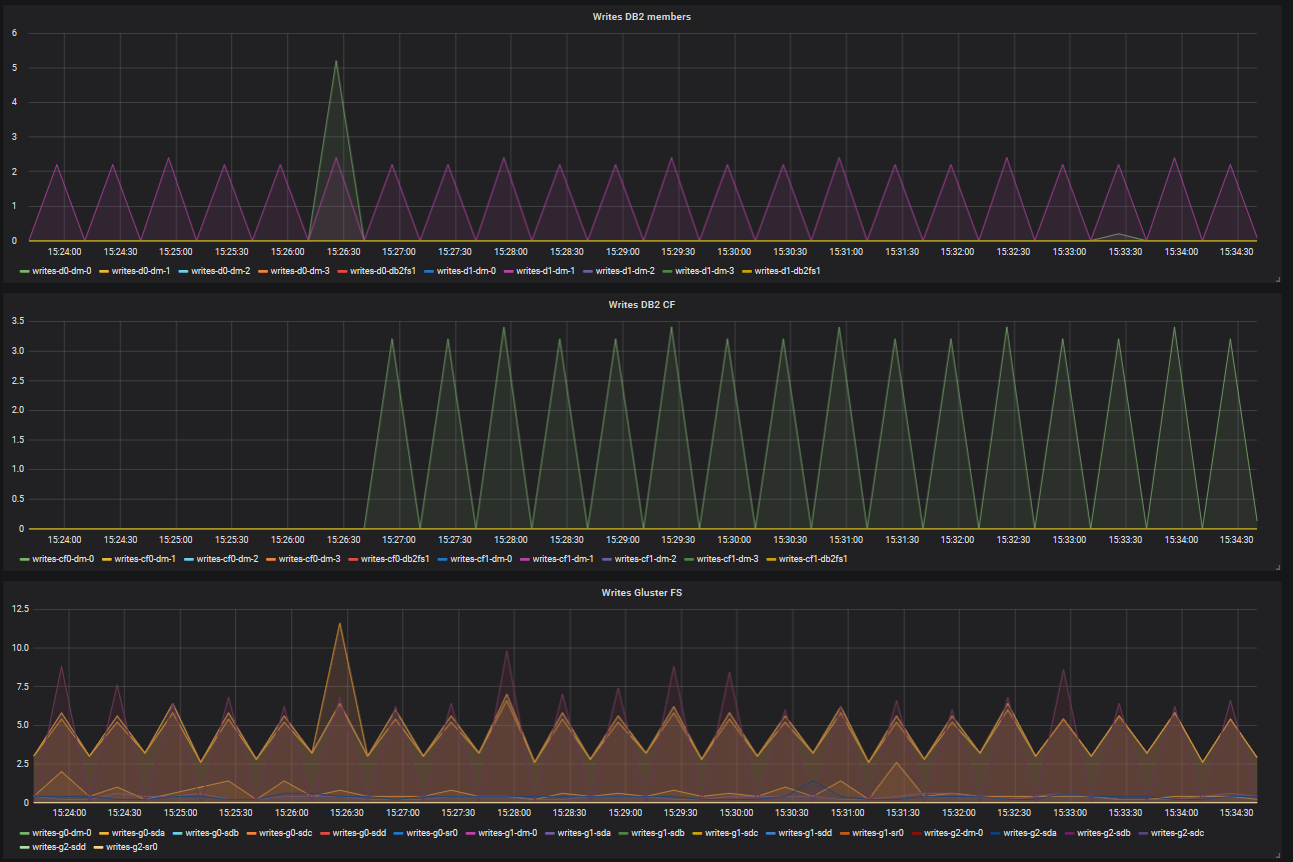 Writes DB2 members
6
5
4
3
2
1
0
15:24:00 15:24:30 15:25:00 15:25:30 15:26:00 15:26:30 15:27:00 15:27:30 15:28:00 15:28:30 15:29:00 15:29:30 15:30:00 15:30:30 15:31:00 15:31:30 15:32:00 15:32:30 15:33:00 15:33:30 15:34:00 15:34:30
writes-d0-dm-0 writes-d0-dm-1 writes-d0-dm-2 writes-d0-dm-3 writes-d0-db2fs1 writes-d1-dm-0 writes-d1-dm-1 writes-d1-dm-2 writes-d1-dm-3 writes-d1-db2fs1
Writes DB2 CF
3.5
3.0
2.5
2.0
1.5
1.0
0.5
0
15:24:00 15:24:30 15:25:00 15:25:30 15:26:00 15:26:30 15:27:00 15:27:30 15:28:00 15:28:30 15:29:00 15:29:30 15:30:00 15:30:30 15:31:00 15:31:30 15:32:00 15:32:30 15:33:00 15:33:30 15:34:00 15:34:30
writes-cf0-dm-0 writes-cf0-dm-1 writes-cf0-dm-2 writes-cf0-dm-3 writes-cf0-db2fs1 writes-cf1-dm-0 writes-cf1-dm-1 writes-cf1-dm-2 writes-cf1-dm-3 writes-cf1-db2fs1
Writes Gluster FS
12.5
10.0
7.5
5.0
2.5
0
15:24:00 15:24:30 15:25:00 15:25:30 15:26:00 15:26:30 15:27:00 15:27:30 15:28:00 15:28:30 15:29:00 15:29:30 15:30:00 15:30:30 15:31:00 15:31:30 15:32:00 15:32:30 15:33:00 15:33:30 15:34:00 15:34:30
writes-g0-dm-0 writes-g0-sda writes-g0-sdb writes-g0-sdc writes-g0-sdd writes-g0-sr0 writes-g1-dm-0 writes-g1-sda writes-g1-sdb writes-g1-sdc writes-g1-sdd writes-g1-sr0 writes-g2-dm-0 writes-g2-sda writes-g2-sdb writes-g2-sdc
writes-g2-sdd writes-g2-sr0